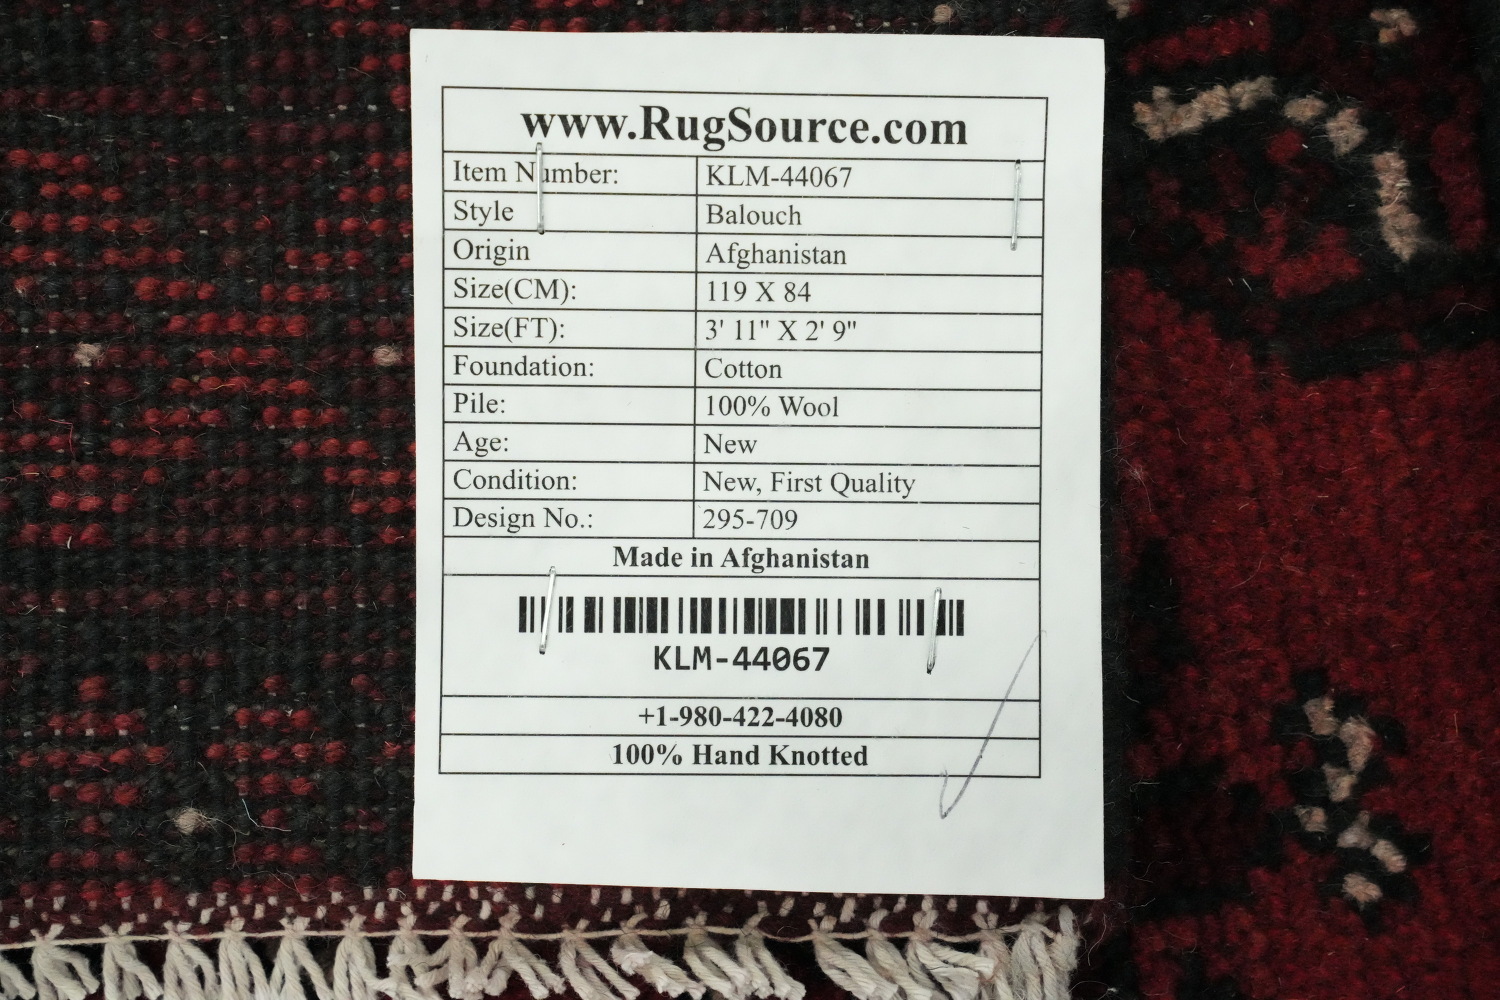 www.RugSource.com
Item Number: KLM-44067
Style Balouch
Origin Afghanistan
Size(CM): 119 X 84
Size(FT): 3' 11" X 2' 9"
Foundation: Cotton
Pile: 100% Wool
Age: New
Condition: New, First Quality
Design No.: 295-709
Made in Afghanistan
KLM-44067
+1-980-422-4080
100% Hand Knotted